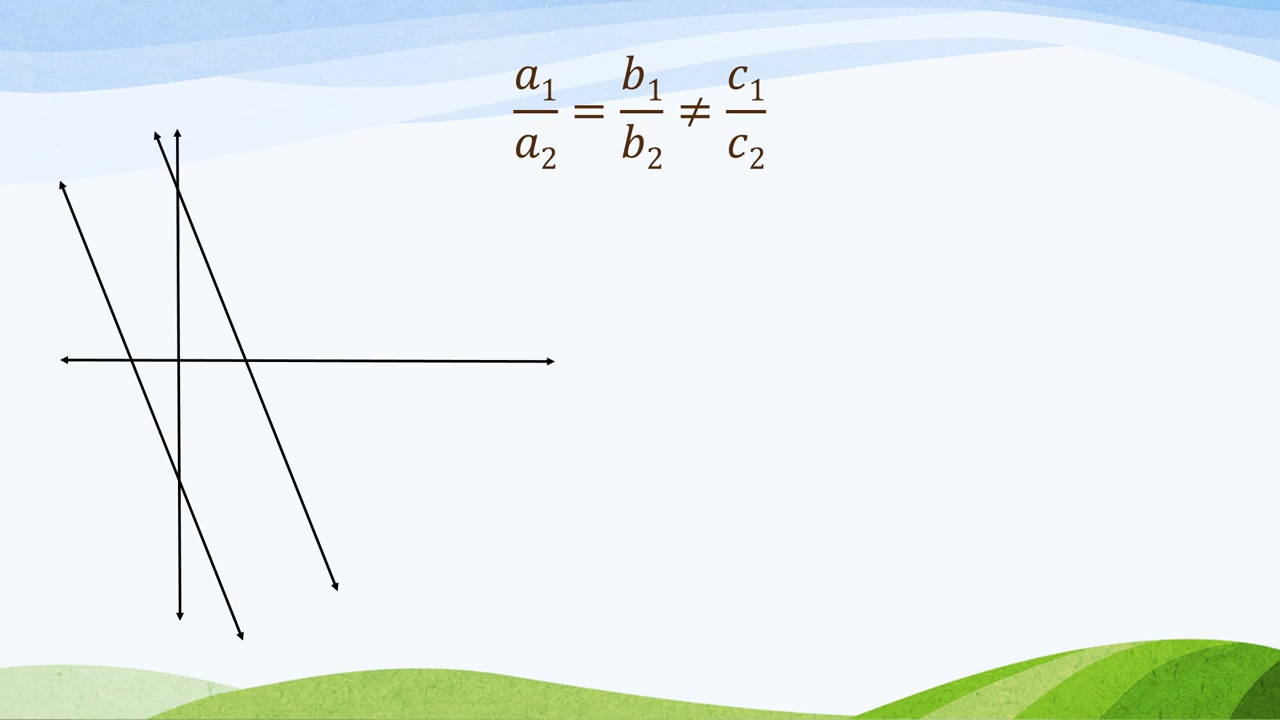 a₁/a₂ = b₁/b₂ ≠ c₁/c₂